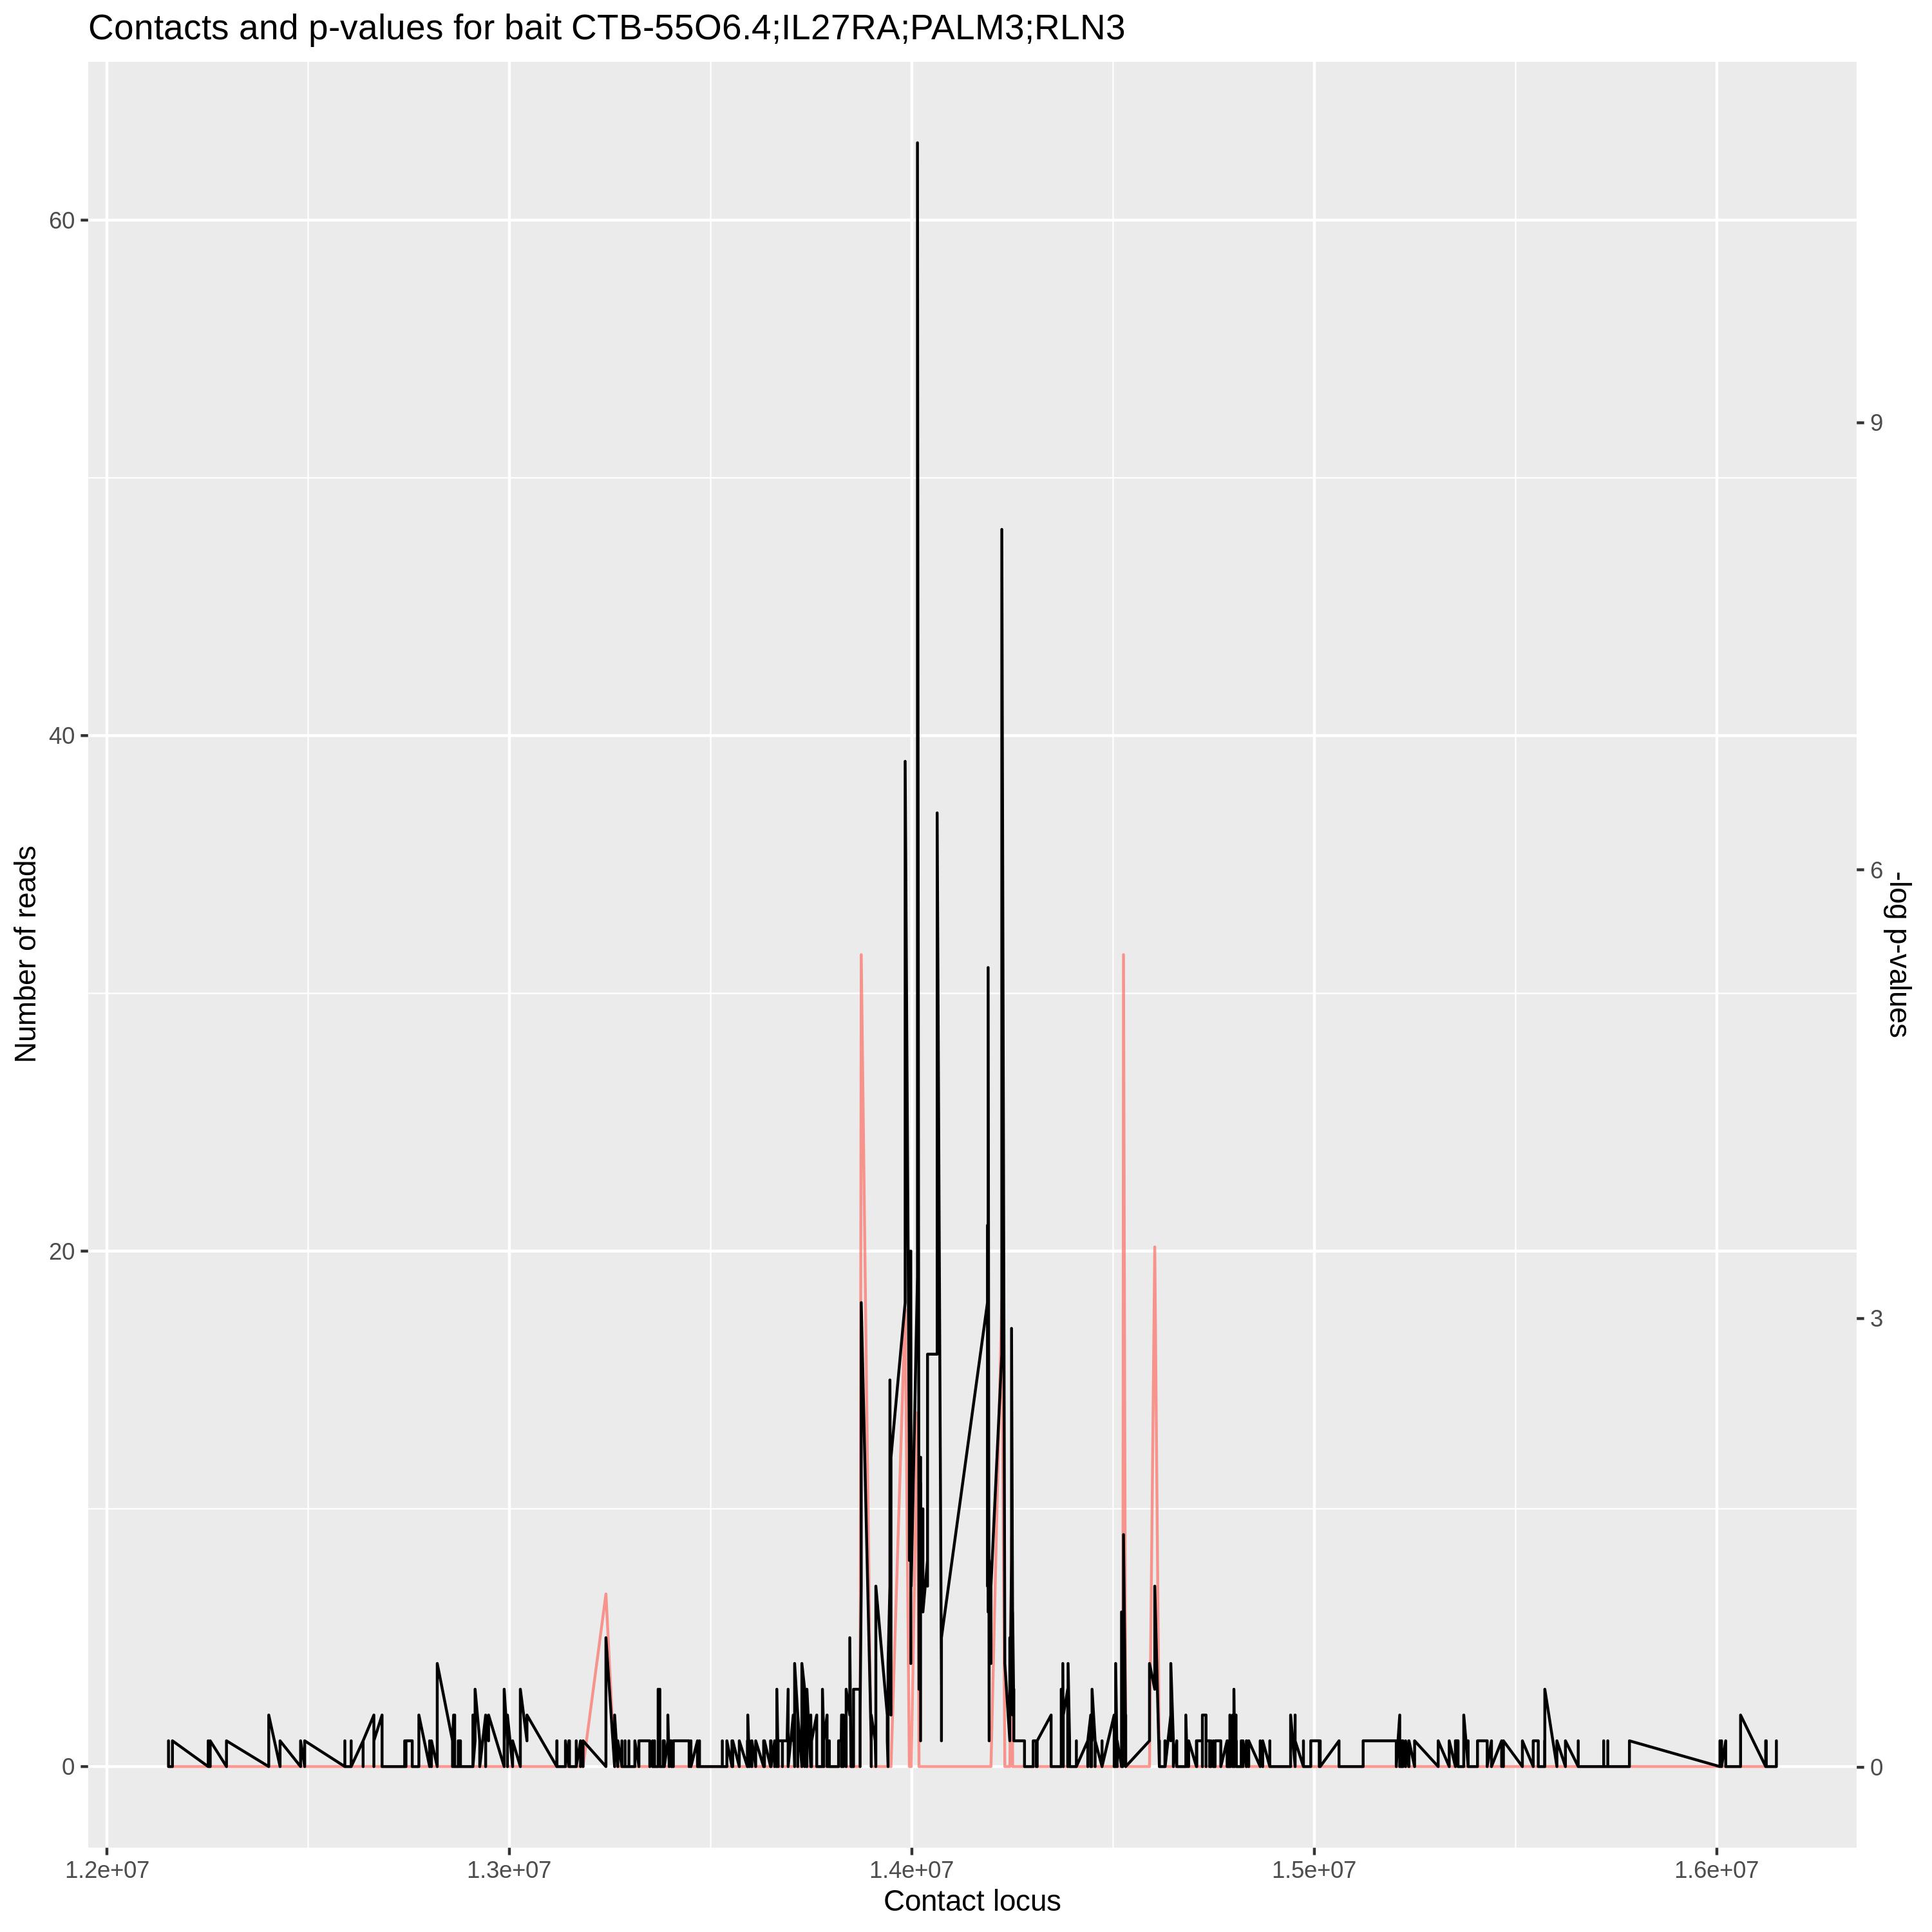 Contacts and p-values for bait CTB-55O6.4;IL27RA;PALM3;RLN3
60
40
20
0
Number of reads
9
6
3
0
-log p-values
1.2e+07
1.3e+07
1.4e+07
1.5e+07
1.6e+07
Contact locus